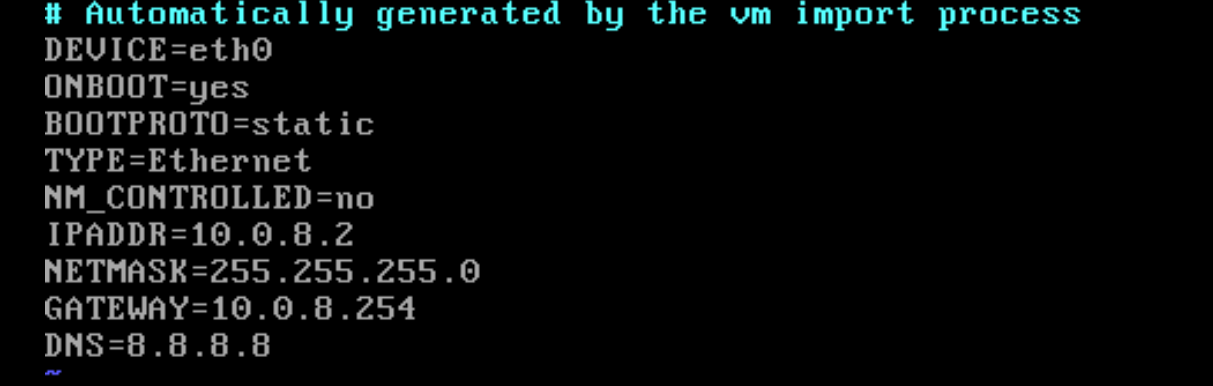 # Automatically generated by the vm import process
DEVICE=eth0
ONBOOT=yes
BOOTPROTO=static
TYPE=Ethernet
NM_CONTROLLED=no
IPADDR=10.0.8.2
NETMASK=255.255.255.0
GATEWAY=10.0.8.254
DNS=8.8.8.8
~